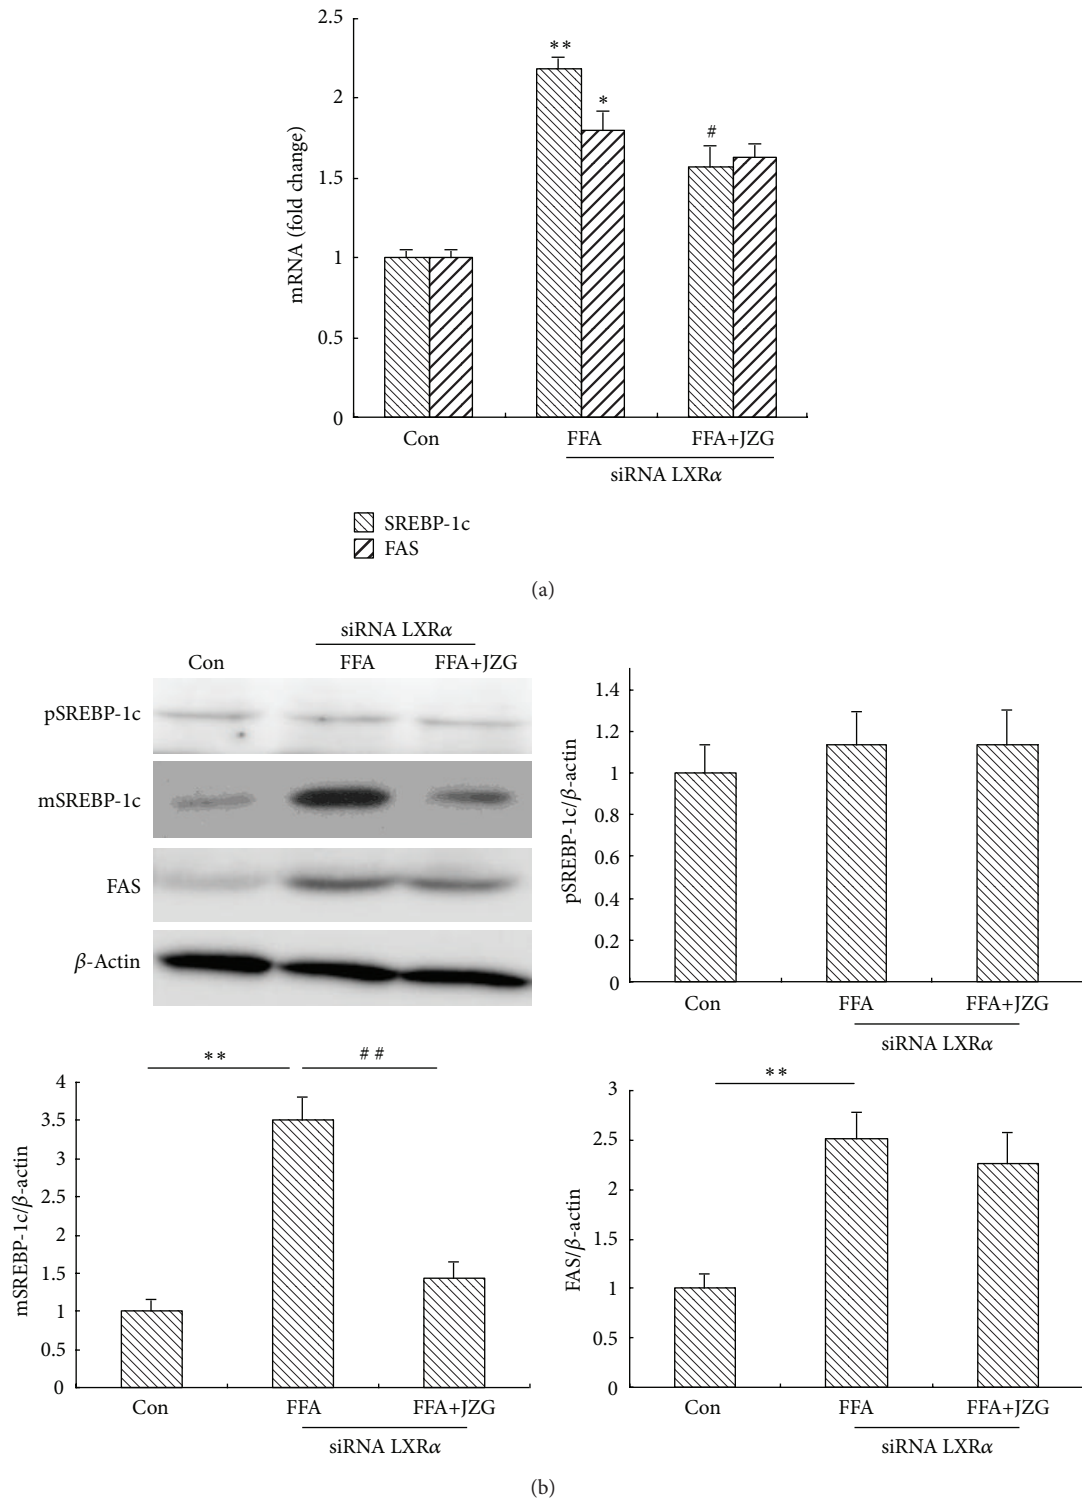 2.5
2
1.5
1
0.5
0
mRNA (fold change)
**
*
#
Con
FFA
FFA+JZG
siRNA LXRα
SREBP-1c
FAS
(a)
siRNA LXRα
Con
FFA
FFA+JZG
pSREBP-1c
mSREBP-1c
FAS
β-Actin
1.4
1.2
1
0.8
0.6
0.4
0.2
0
pSREBP-1c/β-actin
Con
FFA
FFA+JZG
siRNA LXRα
**
##
4
3.5
3
2.5
2
1.5
1
0.5
0
mSREBP-1c/β-actin
Con
FFA
FFA+JZG
siRNA LXRα
**
3
2.5
2
1.5
1
0.5
0
FAS/β-actin
Con
FFA
FFA+JZG
siRNA LXRα
(b)